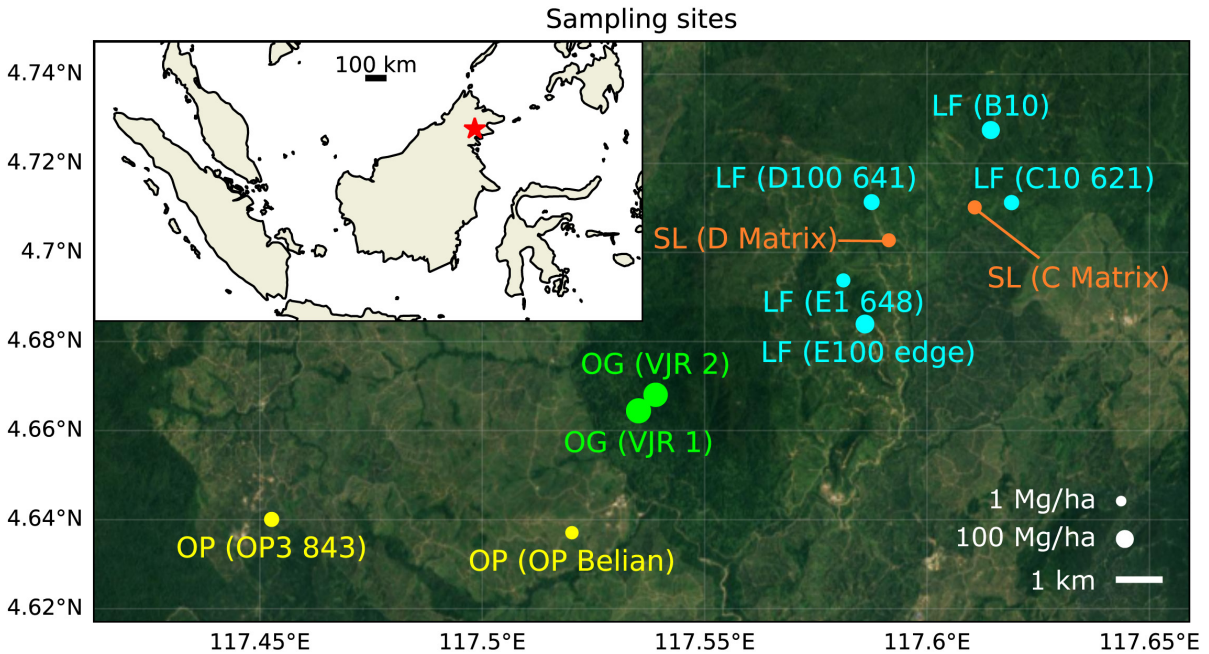 Sampling sites
4.74°N
4.72°N
4.7°N
4.68°N
4.66°N
4.64°N
4.62°N
100 km
LF (B10)
LF (D100 641)
LF (C10 621)
SL (D Matrix)
SL (C Matrix)
LF (E1 648)
LF (E100 edge)
OG (VJR 2)
OG (VJR 1)
OP (OP3 843)
OP (OP Belian)
1 Mg/ha
100 Mg/ha
1 km
117.45°E
117.5°E
117.55°E
117.6°E
117.65°E